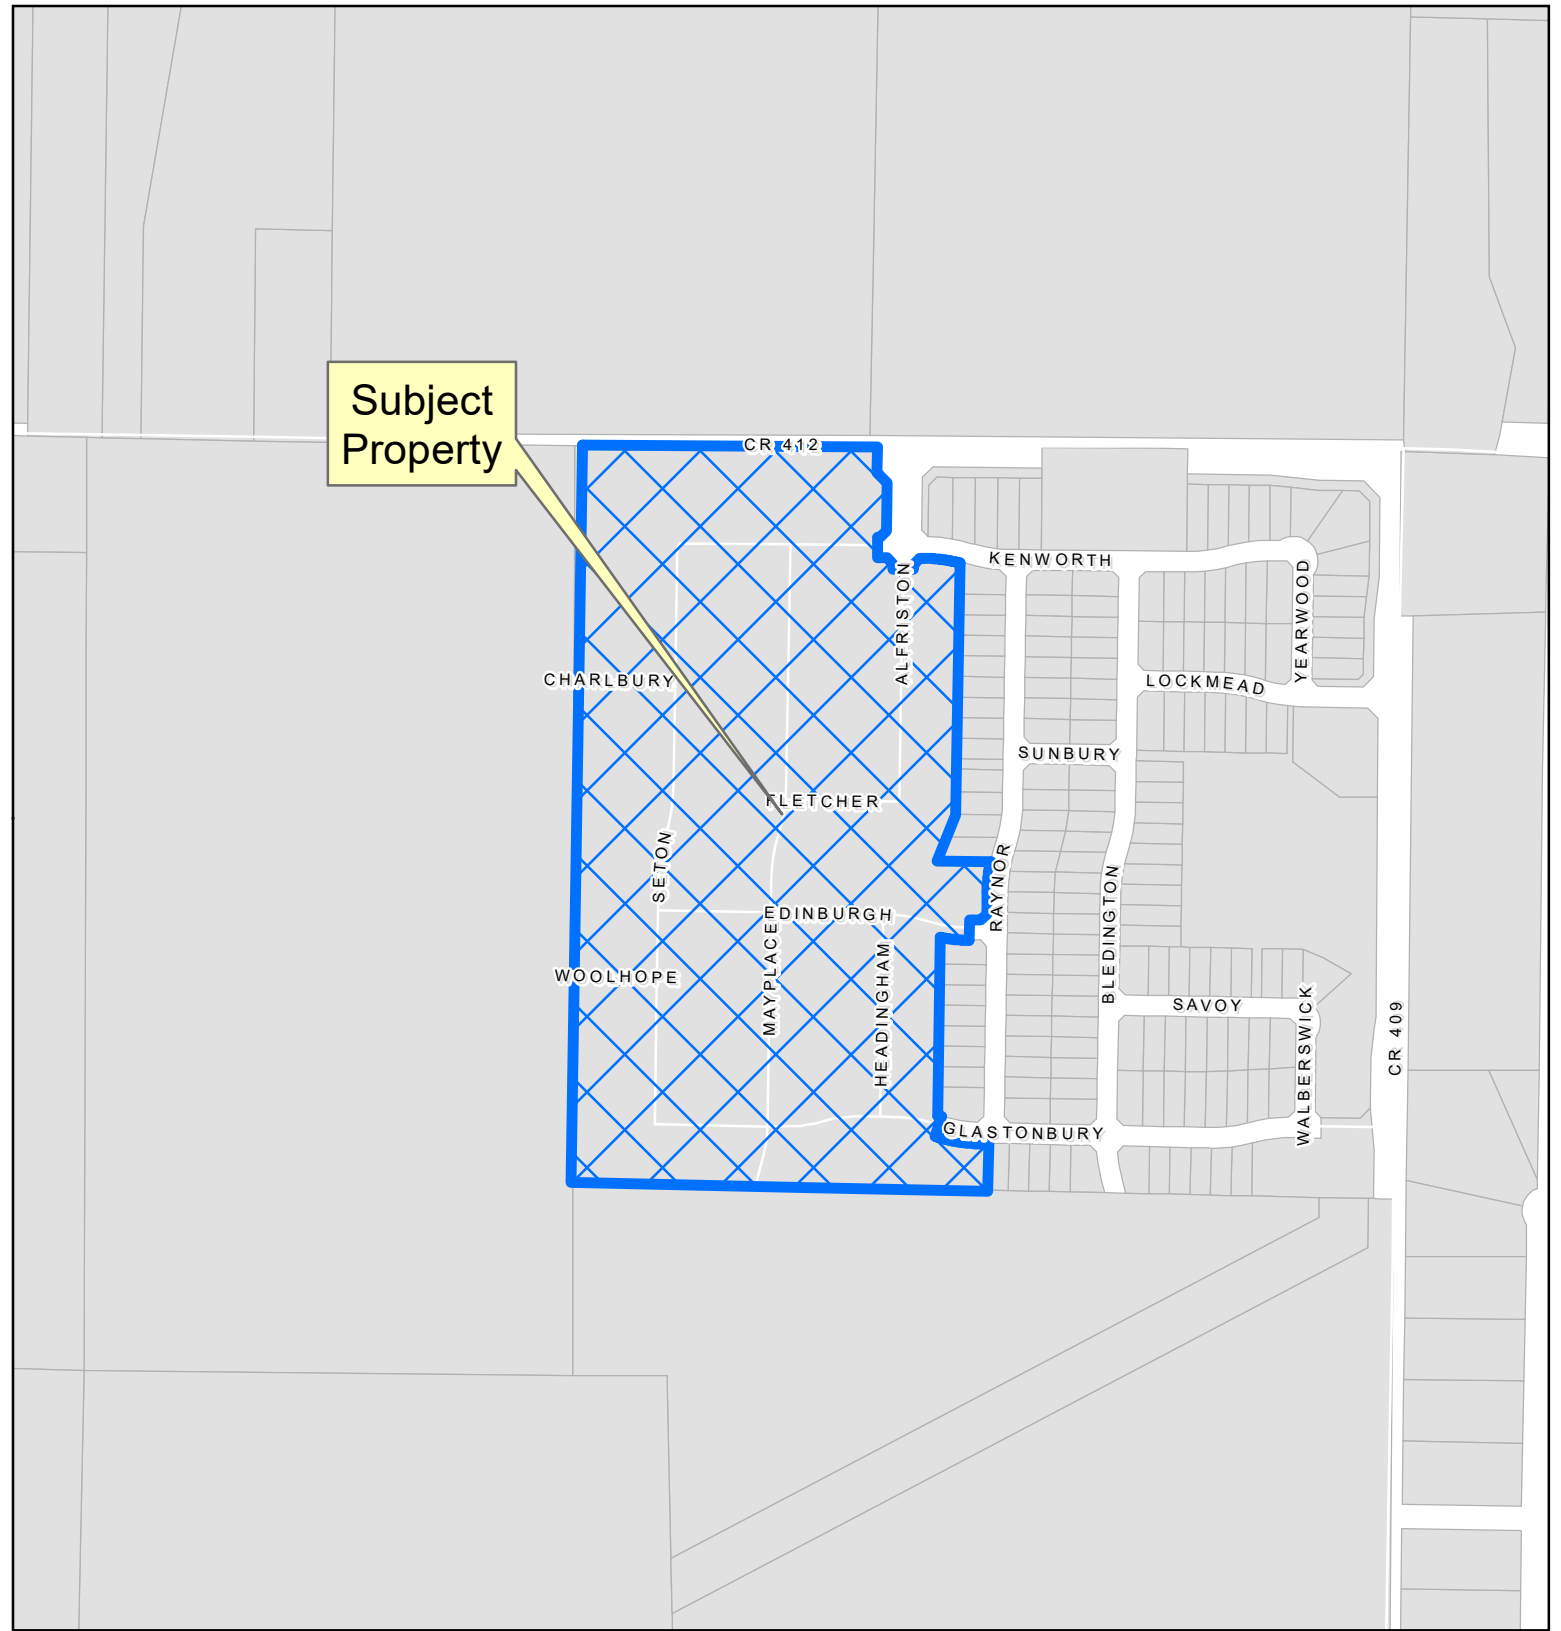 Subject
Property
CR 412
KENWORTH
ALFRISTON
YEARWOOD
CHARLBURY
LOCKMEAD
SUNBURY
FLETCHER
SETON
RAYNOR
EDINBURGH
BLEDINGTON
MAYPLACE
HEADINGHAM
WOOLHOPE
SAVOY
WALBERSWICK
CR 409
GLASTONBURY